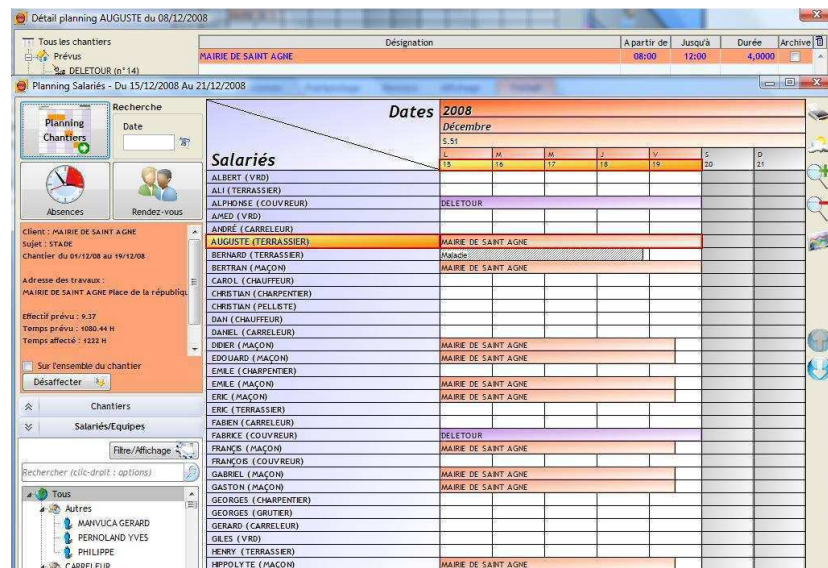 Détail planning AUGUSTE du 08/12/2008
Tous les chantiers
Prévus
DELETOUR (n°14)
Désignation A partir de Jusqu'à Durée Archive
MAIRIE DE SAINT AGNE 08:00 12:00 4,0000
Planning Salariés - Du 15/12/2008 Au 21/12/2008
Planning Chantiers
Recherche
Date
Absences
Rendez-vous
Client : MAIRIE DE SAINT AGNE
Sujet : STADE
Chantier du 01/12/08 au 19/12/08
Adresse des travaux :
MAIRIE DE SAINT AGNE Place de la républiq
Effectif prévu : 9.37
Temps prévu : 1080.44 H
Temps affecté : 1222 H
Sur l'ensemble du chantier
Désaffecter
Chantiers
Salariés/Equipes
Filtre/Affichage
Rechercher (clic-droit : options)
Tous
Autres
MANVUCA GERARD
PERNOLAND YVES
PHILIPPE
CARRELEUR
Dates 2008
Décembre
S.51
Salariés
L M M J V S D
15 16 17 18 19 20 21
ALBERT (VRD)
ALI (TERRASSIER)
ALPHONSE (COUVREUR) DELETOUR
AMED (VRD)
ANDRÉ (CARRELEUR)
AUGUSTE (TERRASSIER) MAIRIE DE SAINT AGNE
BERNARD (TERRASSIER) Maladie
BERTRAN (MAÇON) MAIRIE DE SAINT AGNE
CAROL (CHAUFFEUR)
CHRISTIAN (CHARPENTIER)
CHRISTIAN (PELLISTE)
DAN (CHAUFFEUR)
DANIEL (CARRELEUR)
DIDIER (MAÇON) MAIRIE DE SAINT AGNE
EDOUARD (MAÇON) MAIRIE DE SAINT AGNE
EMILE (CHARPENTIER)
EMILE (MAÇON) MAIRIE DE SAINT AGNE
ERIC (MAÇON) MAIRIE DE SAINT AGNE
ERIC (TERRASSIER)
FABIEN (CARRELEUR)
FABRICE (COUVREUR) DELETOUR
FRANÇIS (MAÇON) MAIRIE DE SAINT AGNE
FRANÇOIS (COUVREUR)
GABRIEL (MAÇON) MAIRIE DE SAINT AGNE
GASTON (MAÇON) MAIRIE DE SAINT AGNE
GEORGES (CHARPENTIER)
GEORGES (GRUTIER)
GERARD (CARRELEUR)
GILES (VRD)
HENRY (TERRASSIER)
HIPPOLYTE (MAÇON) MAIRIE DE SAINT AGNE